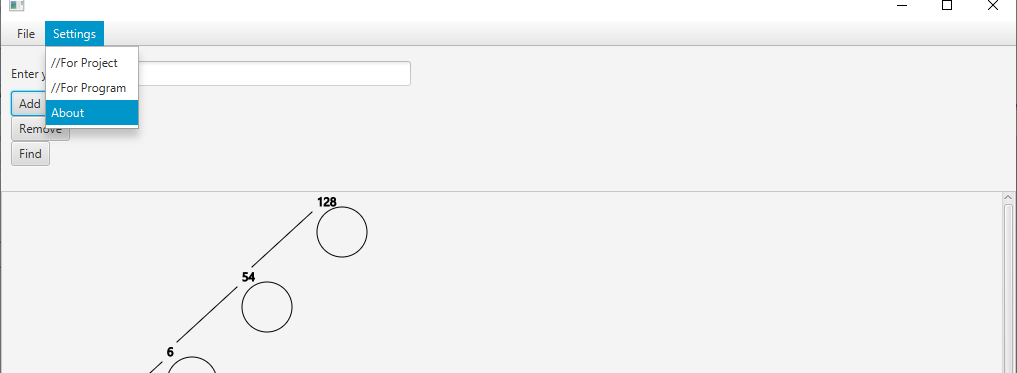 File Settings
//For Project
Enter
//For Program
Add
About
Remove
Find
128
54
6